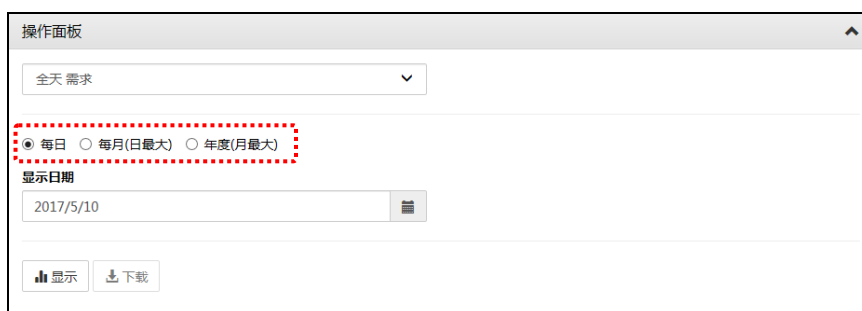 操作面板
全天 需求
每日 每月(日最大) 年度(月最大)
显示日期
2017/5/10
显示 下载